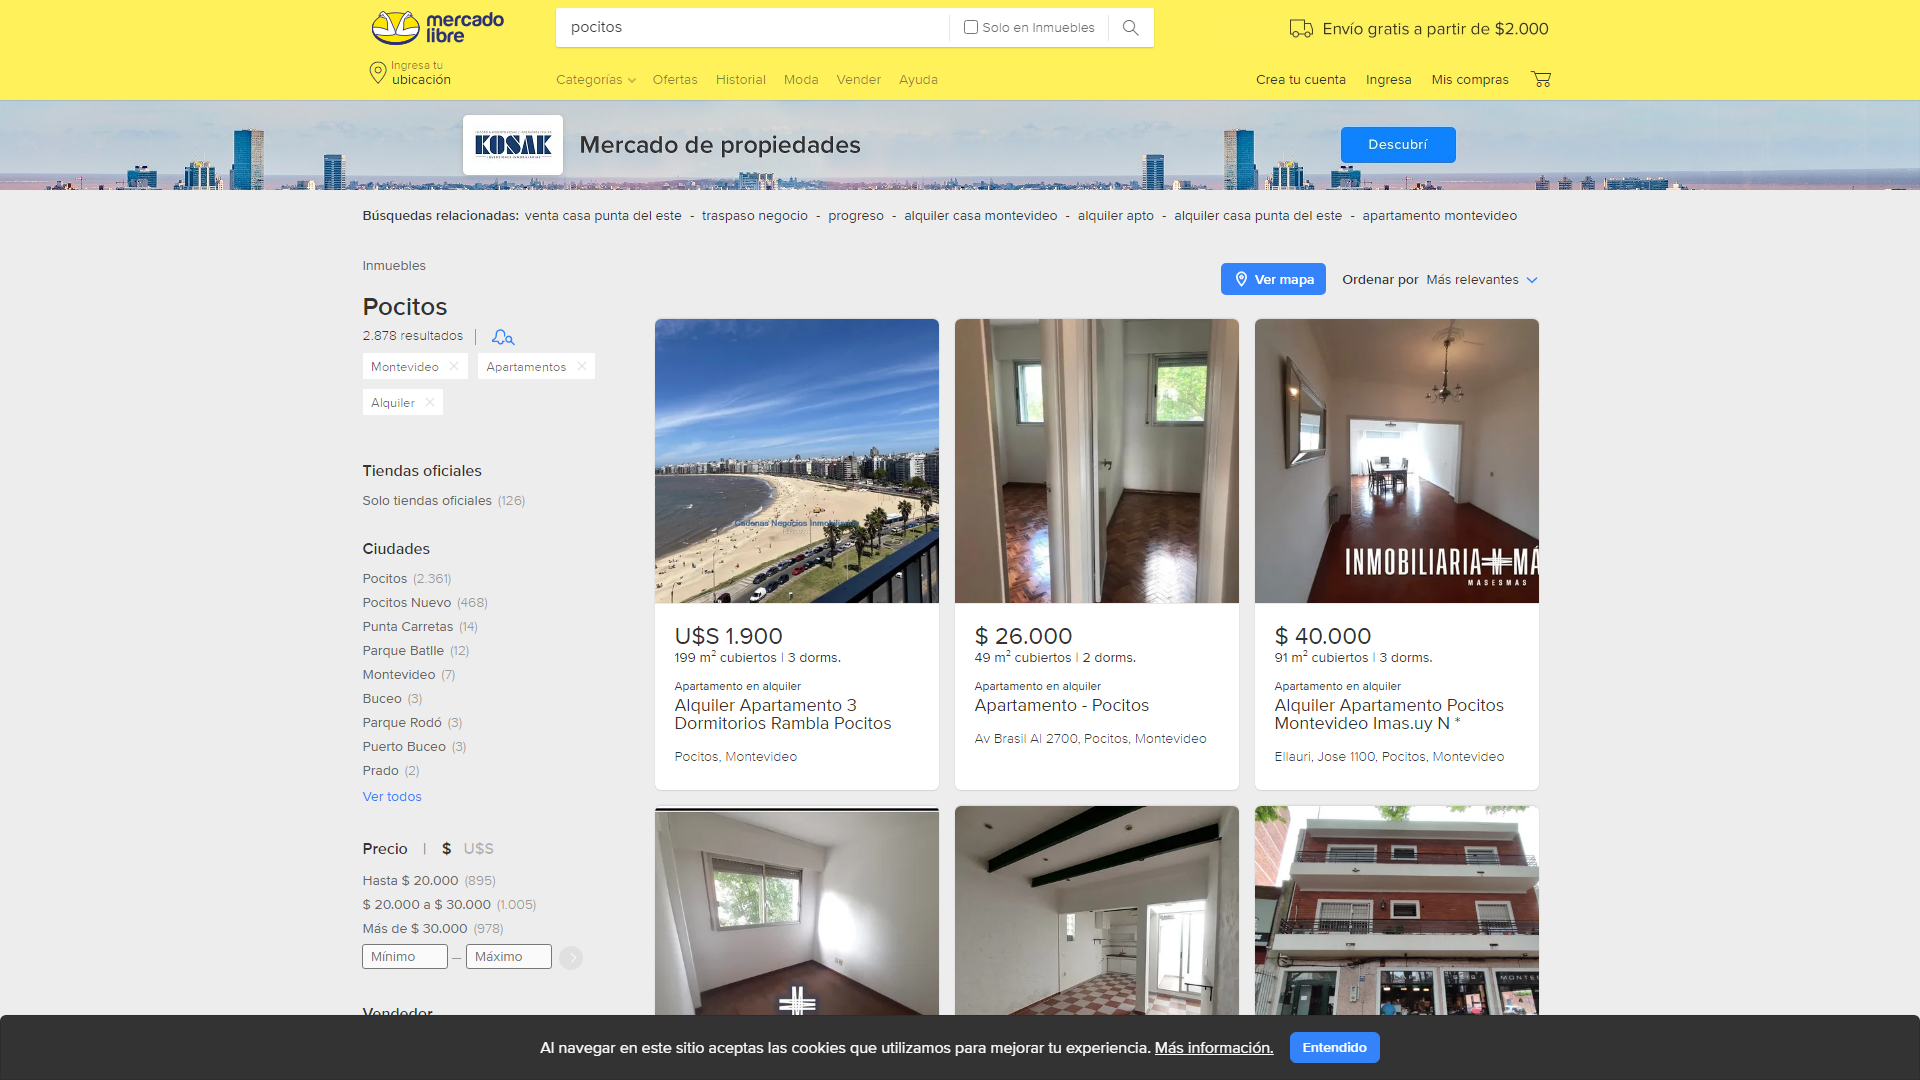 mercado
libre
pocitos
Solo en Inmuebles
Envío gratis a partir de $2.000
Ingresa tu
ubicación
Categorías
Ofertas
Historial
Moda
Vender
Ayuda
Crea tu cuenta
Ingresa
Mis compras
KOSAK
Mercado de propiedades
Descubrí
Búsquedas relacionadas: venta casa punta del este - traspaso negocio - progreso - alquiler casa montevideo - alquiler apto - alquiler casa punta del este - apartamento montevideo
Inmuebles
Ver mapa
Ordenar por Más relevantes
Pocitos
2.878 resultados
Montevideo
Apartamentos
Alquiler
Tiendas oficiales
Solo tiendas oficiales (126)
Ciudades
Pocitos (2.361)
Pocitos Nuevo (468)
Punta Carretas (14)
Parque Batlle (12)
Montevideo (7)
Buceo (3)
Parque Rodó (3)
Puerto Buceo (3)
Prado (2)
Ver todos
Precio | $ U$S
Hasta $ 20.000 (895)
$ 20.000 a $ 30.000 (1.005)
Más de $ 30.000 (978)
Mínimo — Máximo
Vendedor
Cadenas Negocios Inmobiliarios
U$S 1.900
199 m² cubiertos | 3 dorms.
Apartamento en alquiler
Alquiler Apartamento 3
Dormitorios Rambla Pocitos
Pocitos, Montevideo
$ 26.000
49 m² cubiertos | 2 dorms.
Apartamento en alquiler
Apartamento - Pocitos
Av Brasil Al 2700, Pocitos, Montevideo
INMOBILIARIA MÁ
MASESMAS
$ 40.000
91 m² cubiertos | 3 dorms.
Apartamento en alquiler
Alquiler Apartamento Pocitos
Montevideo Imas.uy N *
Ellauri, Jose 1100, Pocitos, Montevideo
Al navegar en este sitio aceptas las cookies que utilizamos para mejorar tu experiencia. Más información.
Entendido